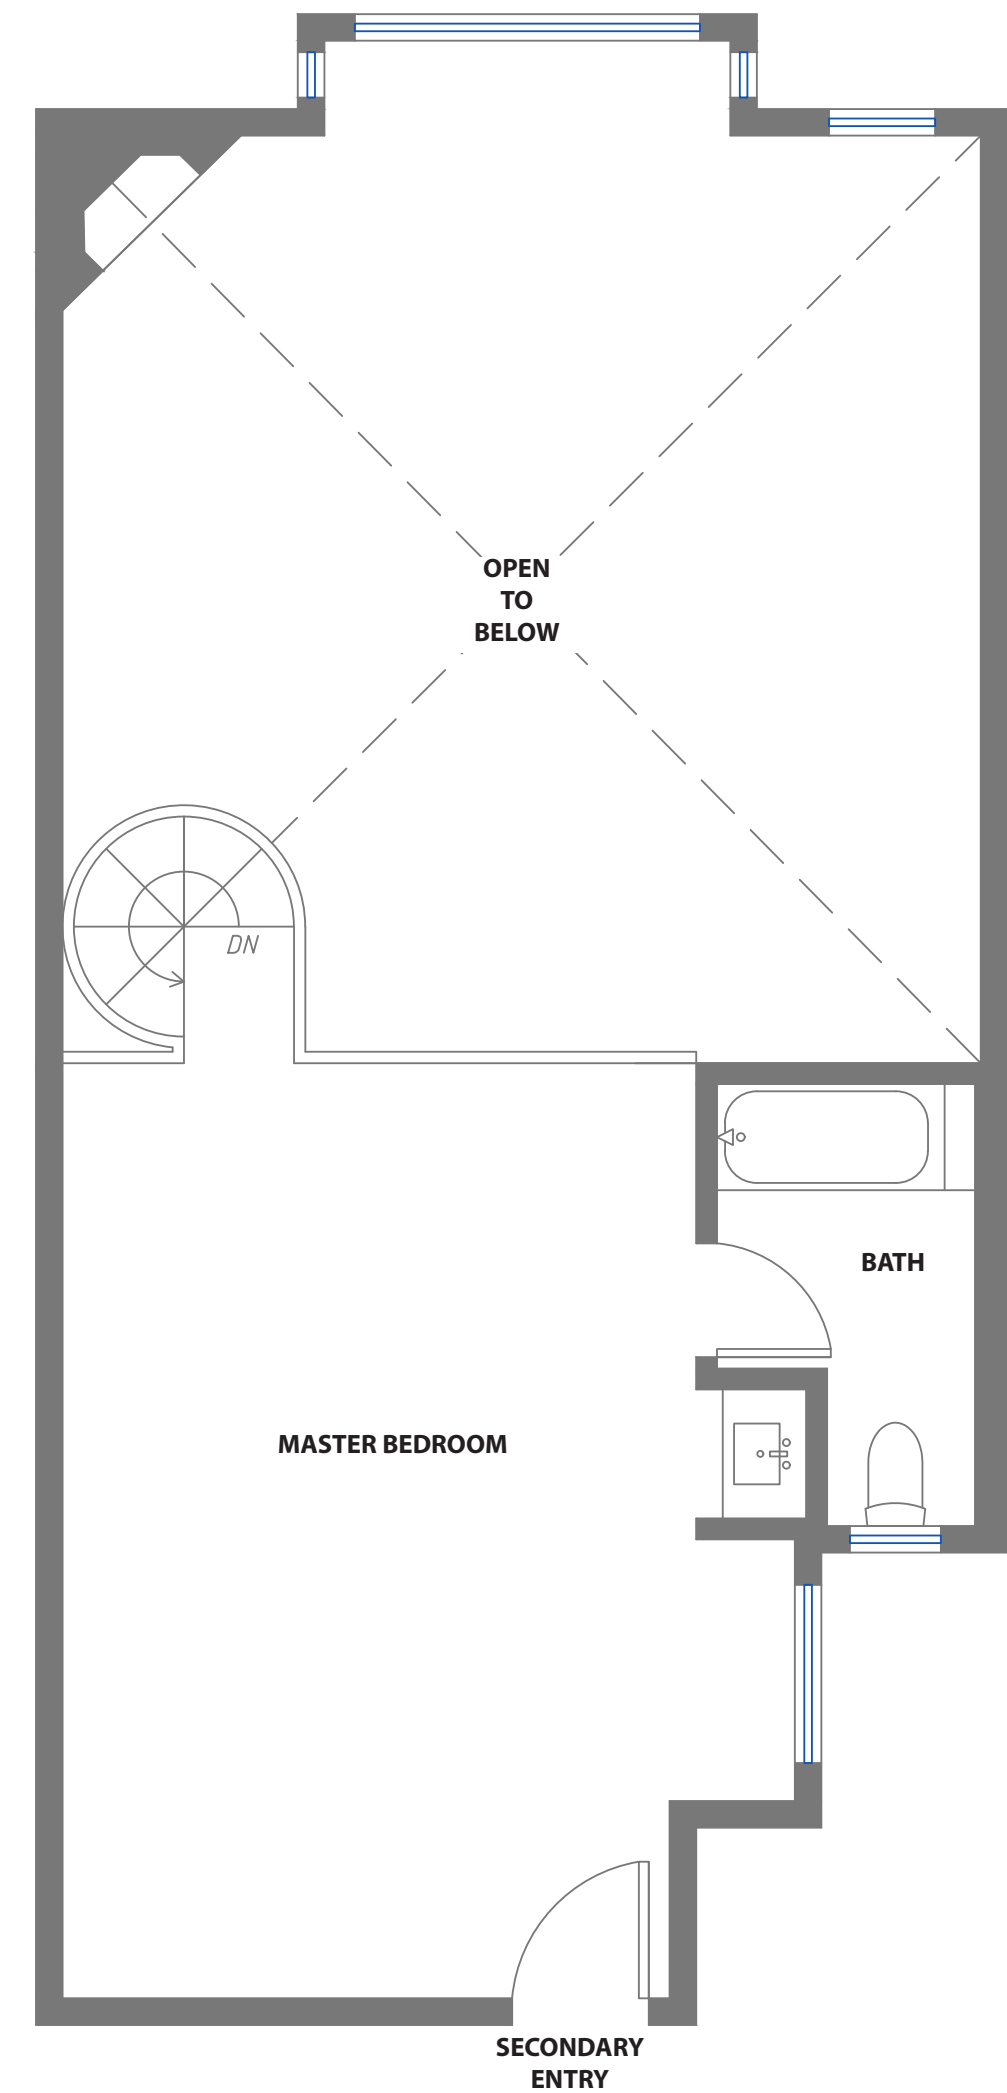 OPEN
TO
BELOW
DN
BATH
MASTER BEDROOM
SECONDARY
ENTRY